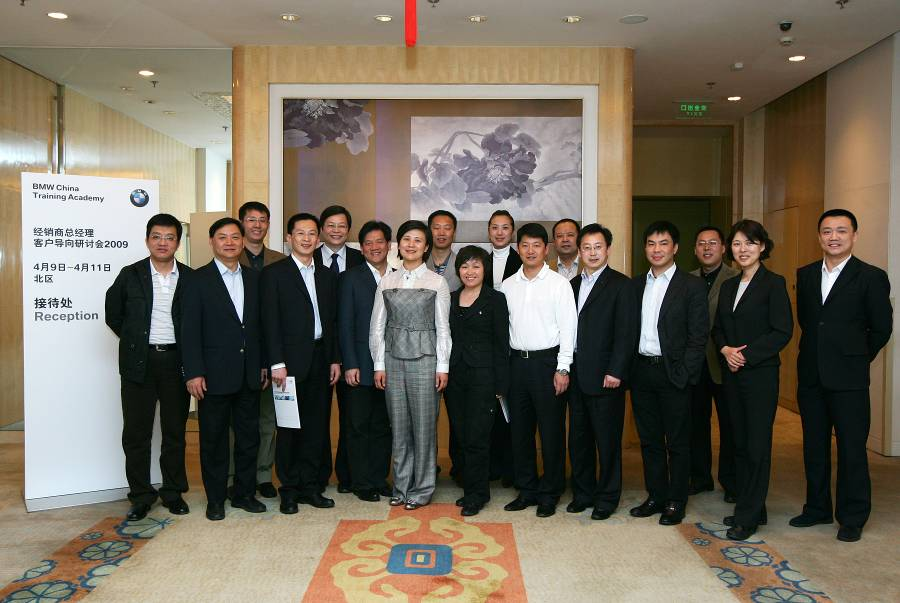 BMW China
Training Academy
经销商总经理
客户导向研讨会2009
4月9日~4月11日
北区
接待处
Reception